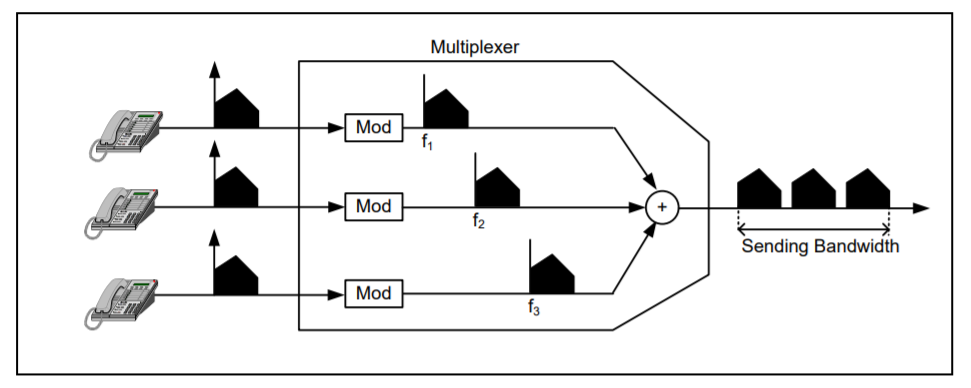 Multiplexer
Mod
f₁
Mod
f₂
+
Sending Bandwidth
Mod
f₃